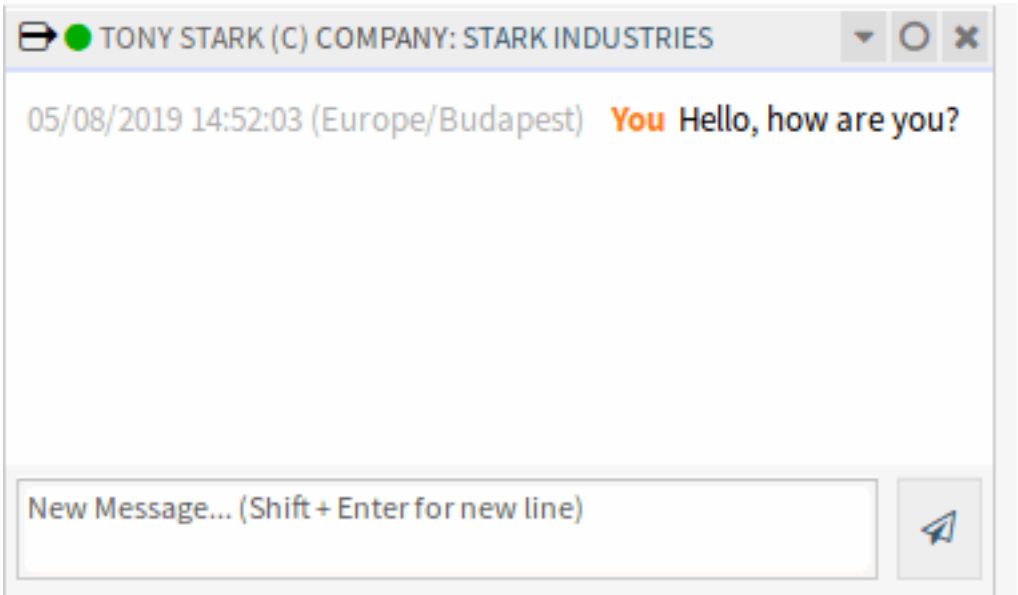 TONY STARK (C) COMPANY: STARK INDUSTRIES
05/08/2019 14:52:03 (Europe/Budapest) You Hello, how are you?
New Message... (Shift + Enter for new line)